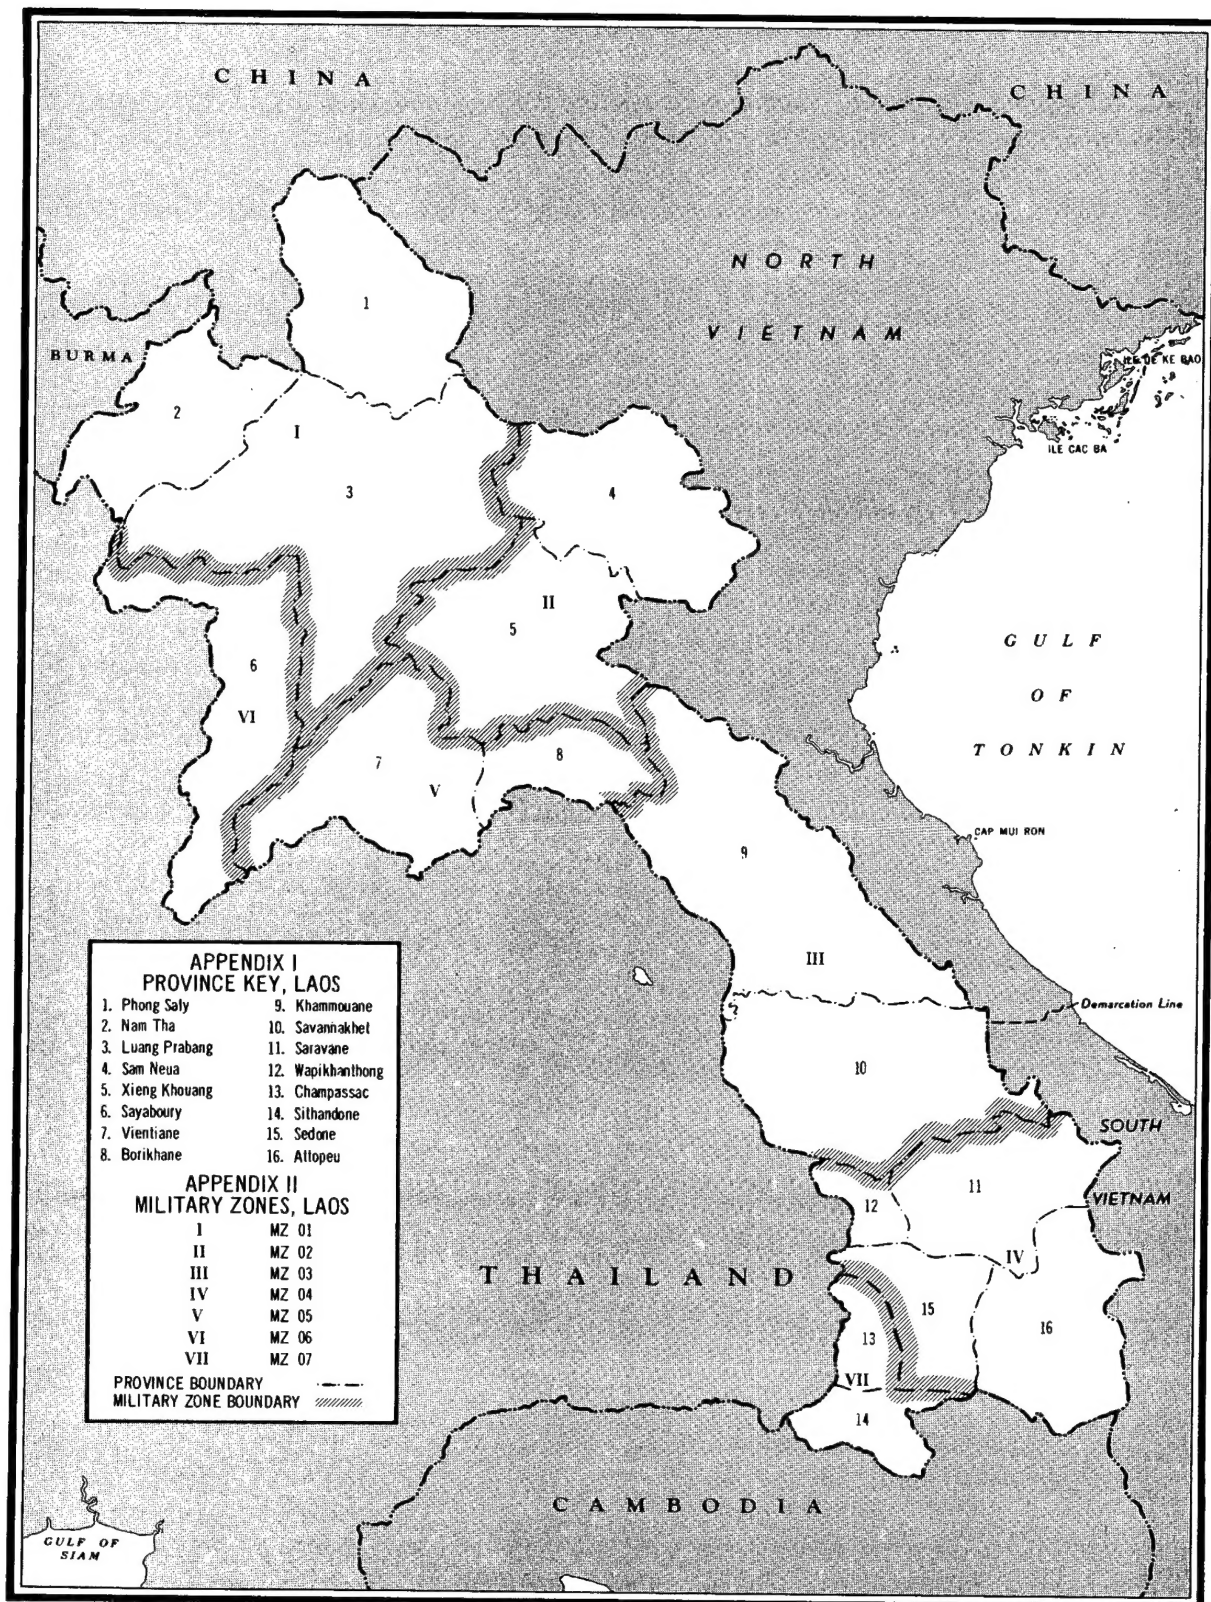 CHINA
CHINA
NORTH
VIETNAM
BURMA
ILE DE KE BAO
ILE CAC BA
1
2
I
3
4
II
5
6
VI
7
V
8
GULF
OF
TONKIN
CAP MUI RON
9
III
Demarcation Line
10
SOUTH
VIETNAM
11
12
IV
THAILAND
15
13
16
VII
14
CAMBODIA
GULF OF
SIAM
APPENDIX I
PROVINCE KEY, LAOS
1. Phong Saly
2. Nam Tha
3. Luang Prabang
4. Sam Neua
5. Xieng Khouang
6. Sayaboury
7. Vientiane
8. Borikhane
9. Khammouane
10. Savannakhet
11. Saravane
12. Wapikhanthong
13. Champassac
14. Sithandone
15. Sedone
16. Attopeu
APPENDIX II
MILITARY ZONES, LAOS
I MZ 01
II MZ 02
III MZ 03
IV MZ 04
V MZ 05
VI MZ 06
VII MZ 07
PROVINCE BOUNDARY
MILITARY ZONE BOUNDARY